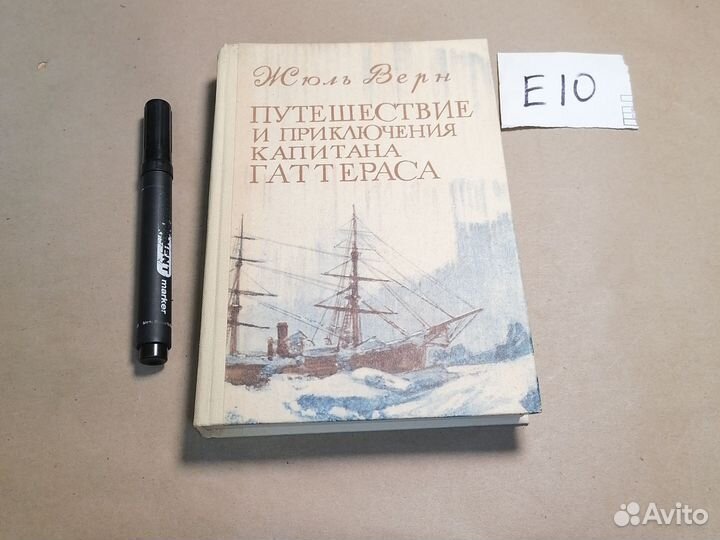 Жюль Верн
ПУТЕШЕСТВИЕ
И ПРИКЛЮЧЕНИЯ
КАПИТАНА
ГАТТЕРАСА
E10
marker
Avito